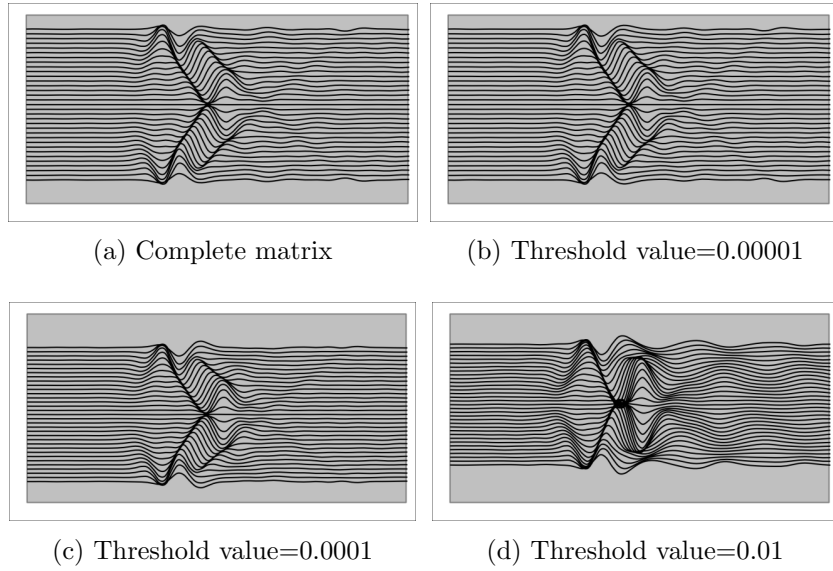 (a) Complete matrix
(b) Threshold value=0.00001
(c) Threshold value=0.0001
(d) Threshold value=0.01